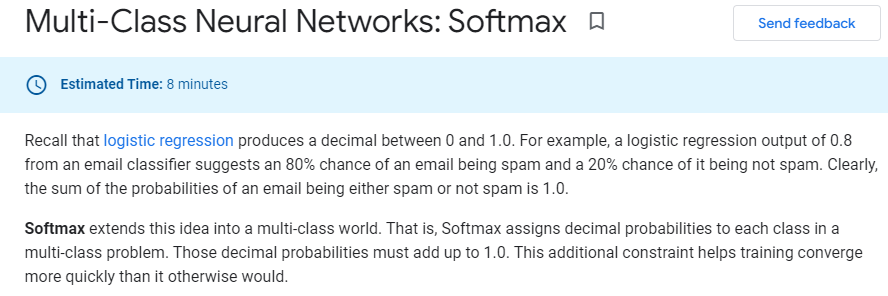 Multi-Class Neural Networks: Softmax
Send feedback
Estimated Time: 8 minutes
Recall that logistic regression produces a decimal between 0 and 1.0. For example, a logistic regression output of 0.8
from an email classifier suggests an 80% chance of an email being spam and a 20% chance of it being not spam. Clearly,
the sum of the probabilities of an email being either spam or not spam is 1.0.
Softmax extends this idea into a multi-class world. That is, Softmax assigns decimal probabilities to each class in a
multi-class problem. Those decimal probabilities must add up to 1.0. This additional constraint helps training converge
more quickly than it otherwise would.